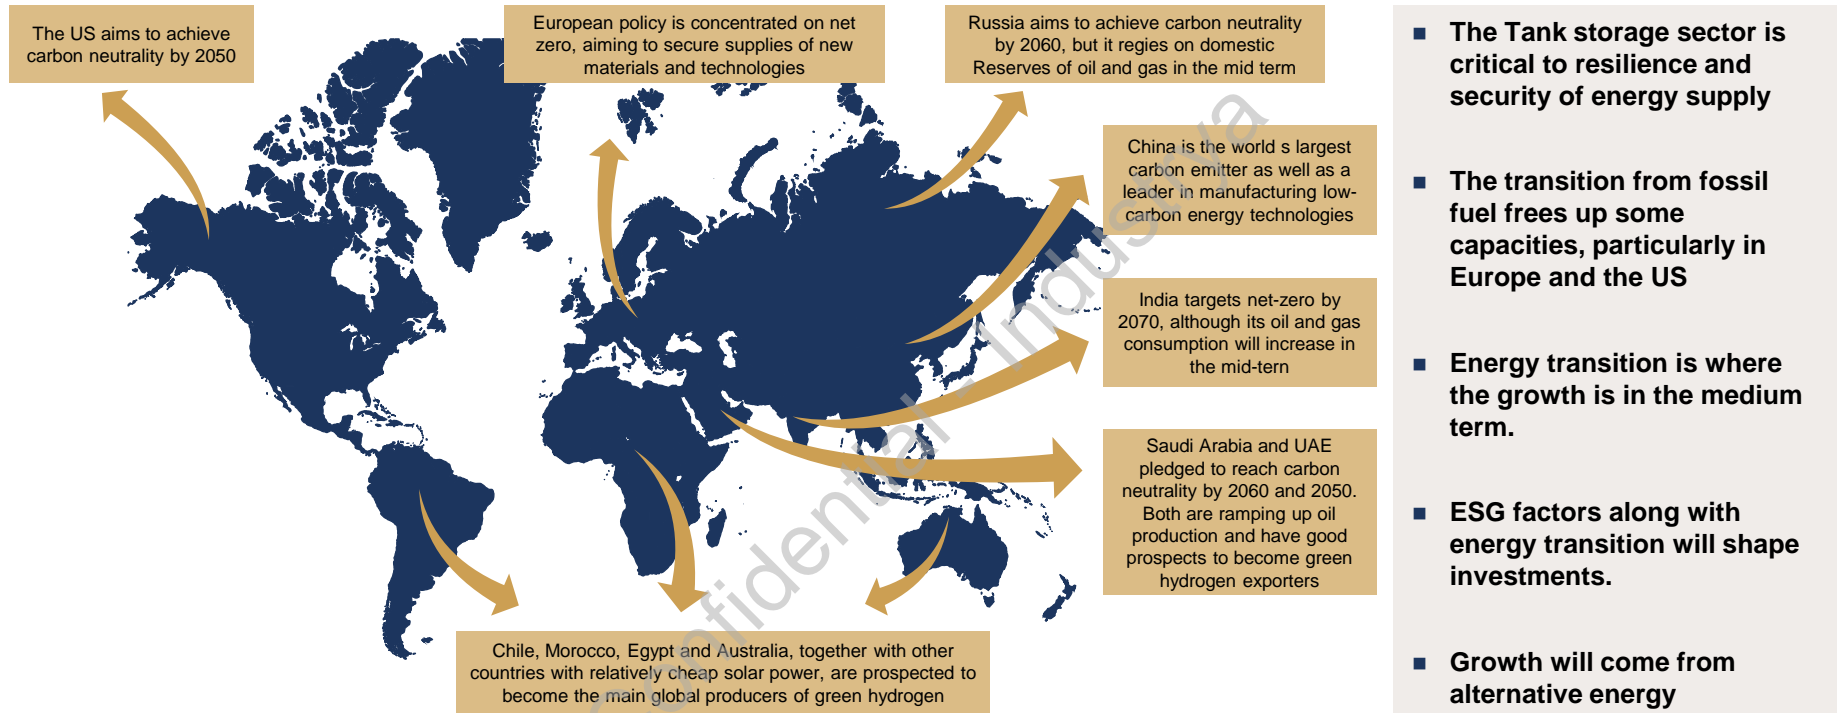 The US aims to achieve
carbon neutrality by 2050
European policy is concentrated on net
zero, aiming to secure supplies of new
materials and technologies
Russia aims to achieve carbon neutrality
by 2060, but it regies on domestic
Reserves of oil and gas in the mid term
China is the world s largest
carbon emitter as well as a
leader in manufacturing low-
carbon energy technologies
India targets net-zero by
2070, although its oil and gas
consumption will increase in
the mid-tern
Saudi Arabia and UAE
pledged to reach carbon
neutrality by 2060 and 2050.
Both are ramping up oil
production and have good
prospects to become green
hydrogen exporters
Chile, Morocco, Egypt and Australia, together with other
countries with relatively cheap solar power, are prospected to
become the main global producers of green hydrogen
■ The Tank storage sector is
critical to resilience and
security of energy supply
■ The transition from fossil
fuel frees up some
capacities, particularly in
Europe and the US
■ Energy transition is where
the growth is in the medium
term.
■ ESG factors along with
energy transition will shape
investments.
■ Growth will come from
alternative energy
Confidential - Industrya